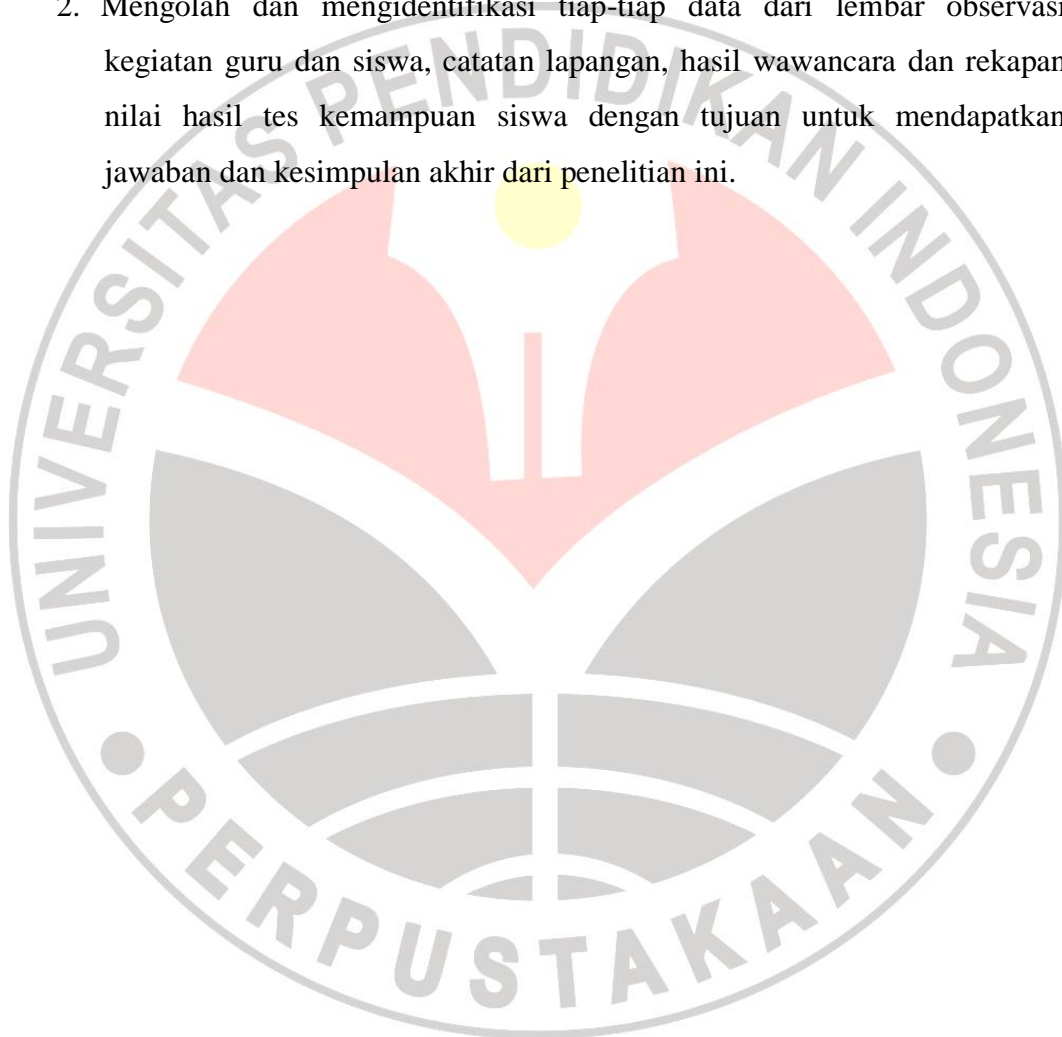 2. Mengolah dan mengidentifikasi tiap-tiap data dari lembar observasi
kegiatan guru dan siswa, catatan lapangan, hasil wawancara dan rekapan
nilai hasil tes kemampuan siswa dengan tujuan untuk mendapatkan
jawaban dan kesimpulan akhir dari penelitian ini.
UNIVERSITAS PENDIDIKAN INDONESIA
PERPUSTAKAAN